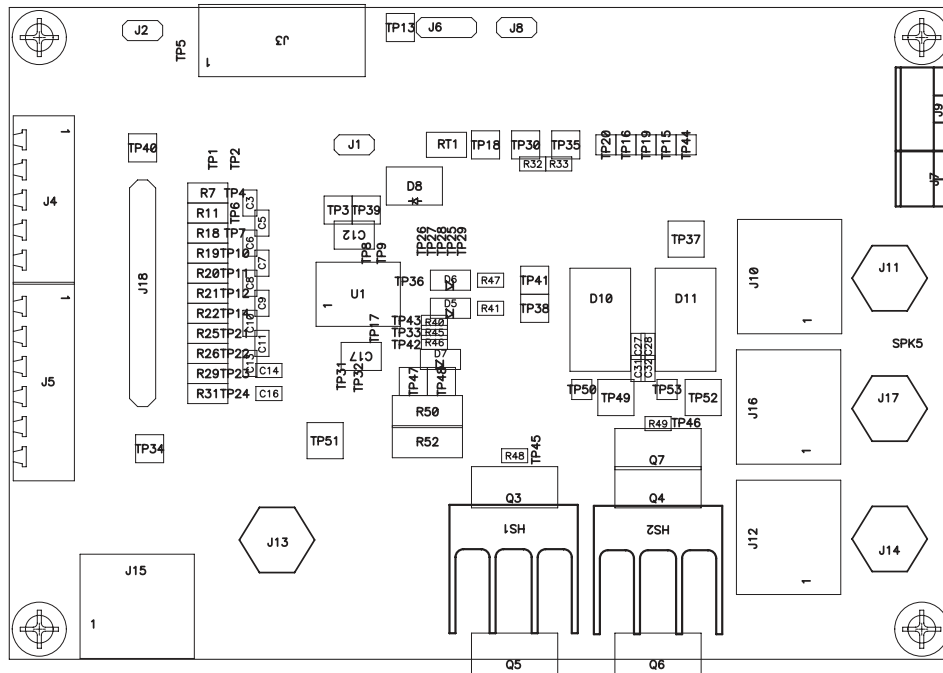 J2
TP5
J3
1
TP13
J6
J8
J9
J7
1
J4
TP40
TP1
TP2
J1
RT1
TP18
TP30
TP35
R32
R33
TP20
TP16
TP19
TP15
TP44
D8
TP3
TP39
C12
TP8
TP9
TP26
TP27
TP28
TP25
TP29
TP37
R7
TP4
C3
R11
TP6
C5
R18
TP7
C6
R19
TP10
C7
R20
TP11
C8
R21
TP12
C9
R22
TP14
C10
R25
TP21
C11
R26
TP22
C13
R29
TP23
C14
R31
TP24
C16
J18
1
J5
U1
1
TP36
D6
R47
TP41
D5
R41
TP38
TP17
TP43
R40
TP33
R45
TP42
R46
C17
D7
TP31
TP32
TP47
TP48
R50
R52
D10
D11
C27
C28
C31
C32
TP50
TP49
TP53
TP52
J10
1
J11
SPK5
J16
1
J17
TP34
TP51
R48
TP45
R49
TP46
Q7
Q3
Q4
HS1
HS2
J12
1
J14
J13
J15
1
Q5
Q6